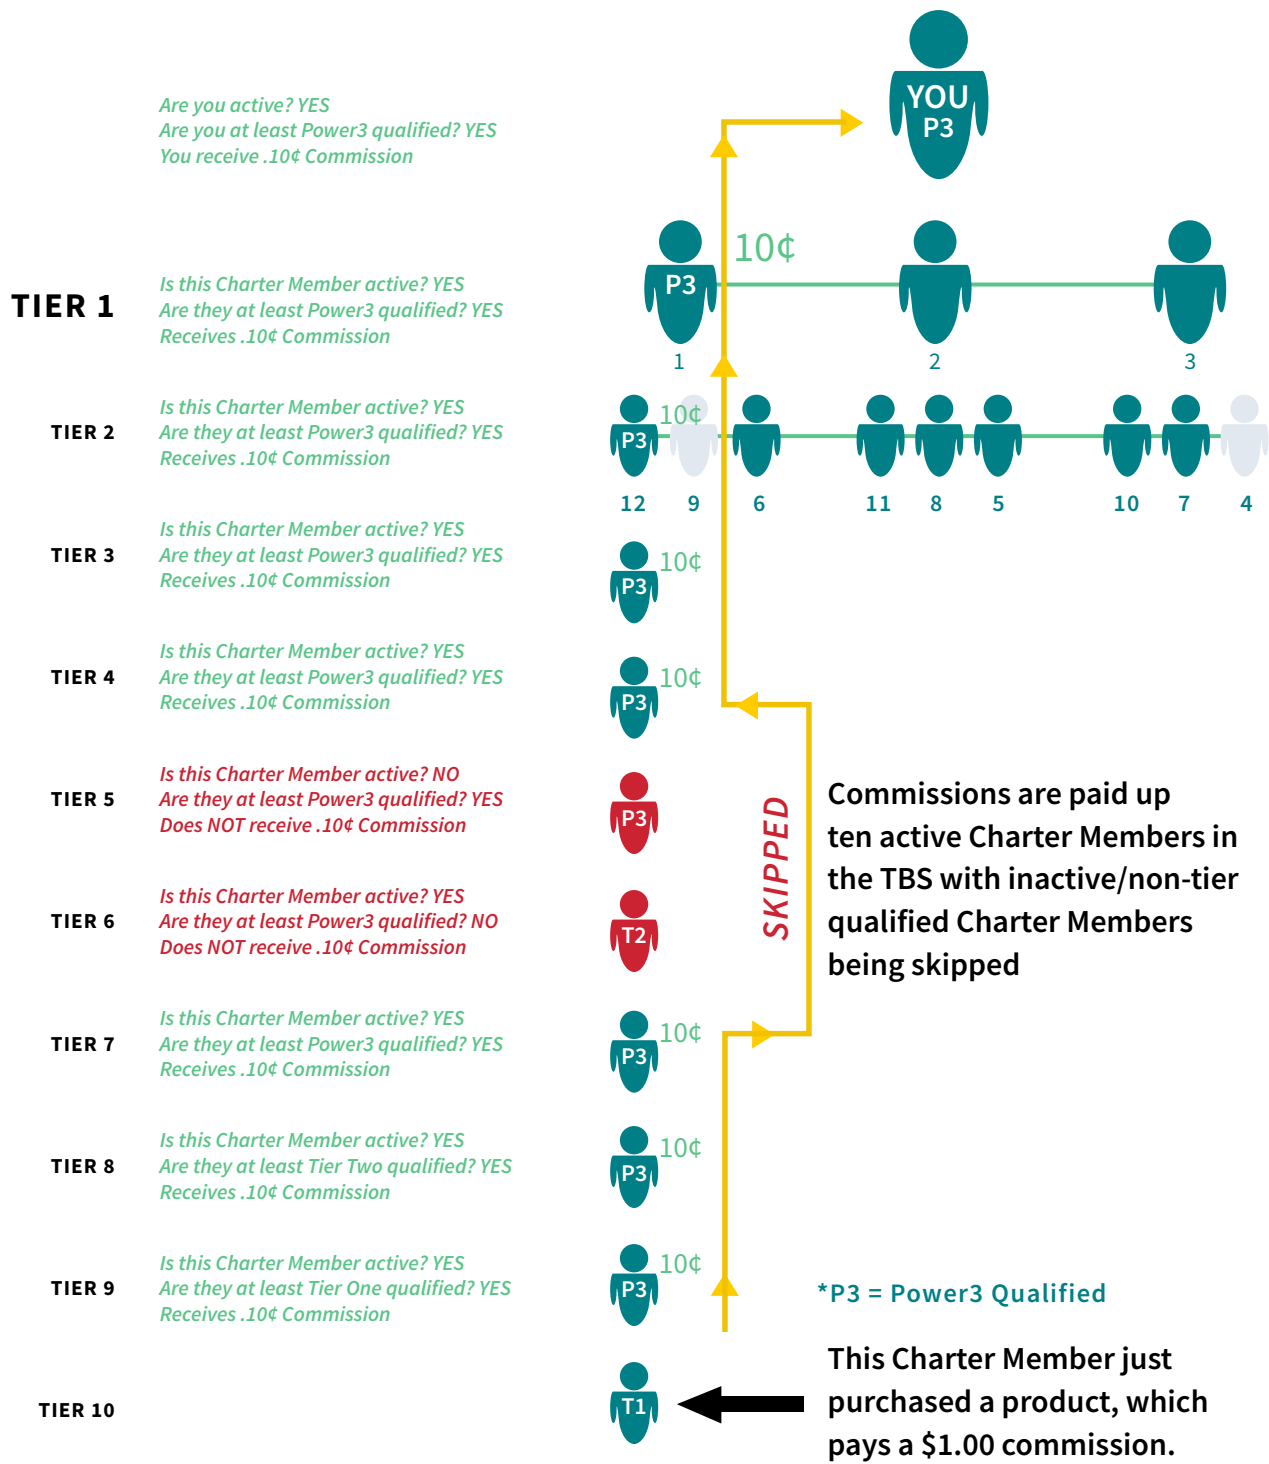 YOU
P3
Are you active? YES
Are you at least Power3 qualified? YES
You receive .10¢ Commission
10¢
TIER 1
Is this Charter Member active? YES
Are they at least Power3 qualified? YES
Receives .10¢ Commission
P3
1
2
3
TIER 2
Is this Charter Member active? YES
Are they at least Power3 qualified? YES
Receives .10¢ Commission
10¢
P3
12
9
6
11
8
5
10
7
4
TIER 3
Is this Charter Member active? YES
Are they at least Power3 qualified? YES
Receives .10¢ Commission
10¢
P3
TIER 4
Is this Charter Member active? YES
Are they at least Power3 qualified? YES
Receives .10¢ Commission
10¢
P3
TIER 5
Is this Charter Member active? NO
Are they at least Power3 qualified? YES
Does NOT receive .10¢ Commission
P3
SKIPPED
Commissions are paid up
ten active Charter Members in
the TBS with inactive/non-tier
qualified Charter Members
being skipped
TIER 6
Is this Charter Member active? YES
Are they at least Power3 qualified? NO
Does NOT receive .10¢ Commission
T2
TIER 7
Is this Charter Member active? YES
Are they at least Power3 qualified? YES
Receives .10¢ Commission
10¢
P3
TIER 8
Is this Charter Member active? YES
Are they at least Tier Two qualified? YES
Receives .10¢ Commission
10¢
P3
TIER 9
Is this Charter Member active? YES
Are they at least Tier One qualified? YES
Receives .10¢ Commission
10¢
P3
*P3 = Power3 Qualified
TIER 10
T1
This Charter Member just
purchased a product, which
pays a $1.00 commission.